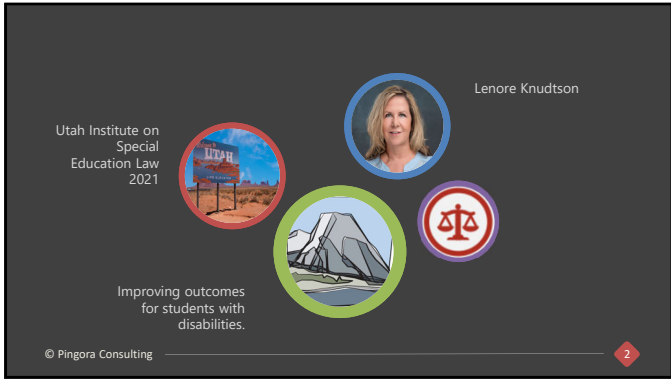 Lenore Knudtson
Utah Institute on
Special
Education Law
2021
UTAH
Improving outcomes
for students with
disabilities.
© Pingora Consulting
2